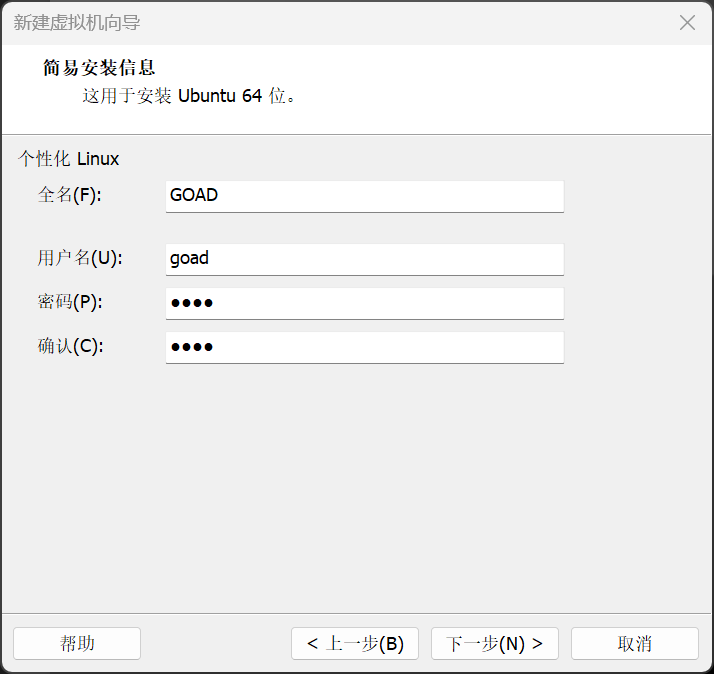 新建虚拟机向导
简易安装信息
这用于安装 Ubuntu 64 位。
个性化 Linux
全名(F): GOAD
用户名(U): goad
密码(P): ●●●●
确认(C): ●●●●
帮助 < 上一步(B) 下一步(N) > 取消